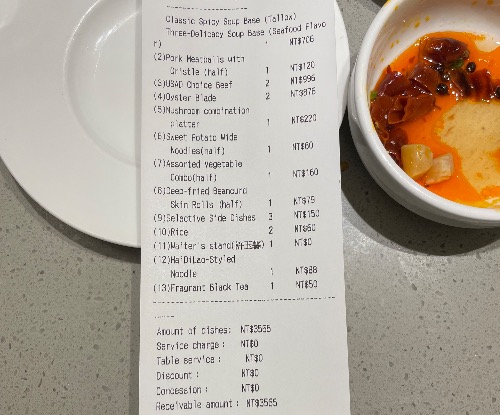 Classic Spicy Soup Base (Tallow)
Three-Delicacy Soup Base (Seafood Flavo
r) 1 NT$706
(2)Pork Meatballs with
Gristle (half) 1 NT$120
(3)USAD Choice Beef 2 NT$996
(4)Oyster Blade 2 NT$876
(5)Mushroom combination
platter 1 NT$220
(6)Sweet Potato Wide
Noodles(half) 1 NT$60
(7)Assorted Vegetable
Combo(half) 1 NT$160
(8)Deep-fried Beancurd
Skin Rolls (half) 1 NT$79
(9)Selective Side Dishes 3 NT$150
(10)Rice 2 NT$60
(11)Waiter's stand 1 NT$0
(12)HaiDiLao-Styled
Noodle 1 NT$88
(13)Fragrant Black Tea 1 NT$50
Amount of dishes: NT$3565
Service charge : NT$0
Table service : NT$0
Discount : NT$0
Concession : NT$0
Receivable amount : NT$3565